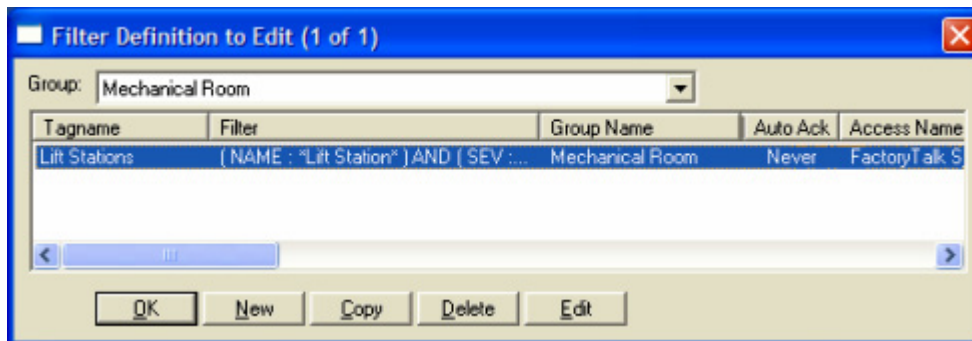 Filter Definition to Edit (1 of 1)
Group: Mechanical Room
Tagname Filter Group Name Auto Ack Access Name
Lift Stations ( NAME : "Lift Station" ) AND ( SEV :... Mechanical Room Never FactoryTalk S
OK New Copy Delete Edit